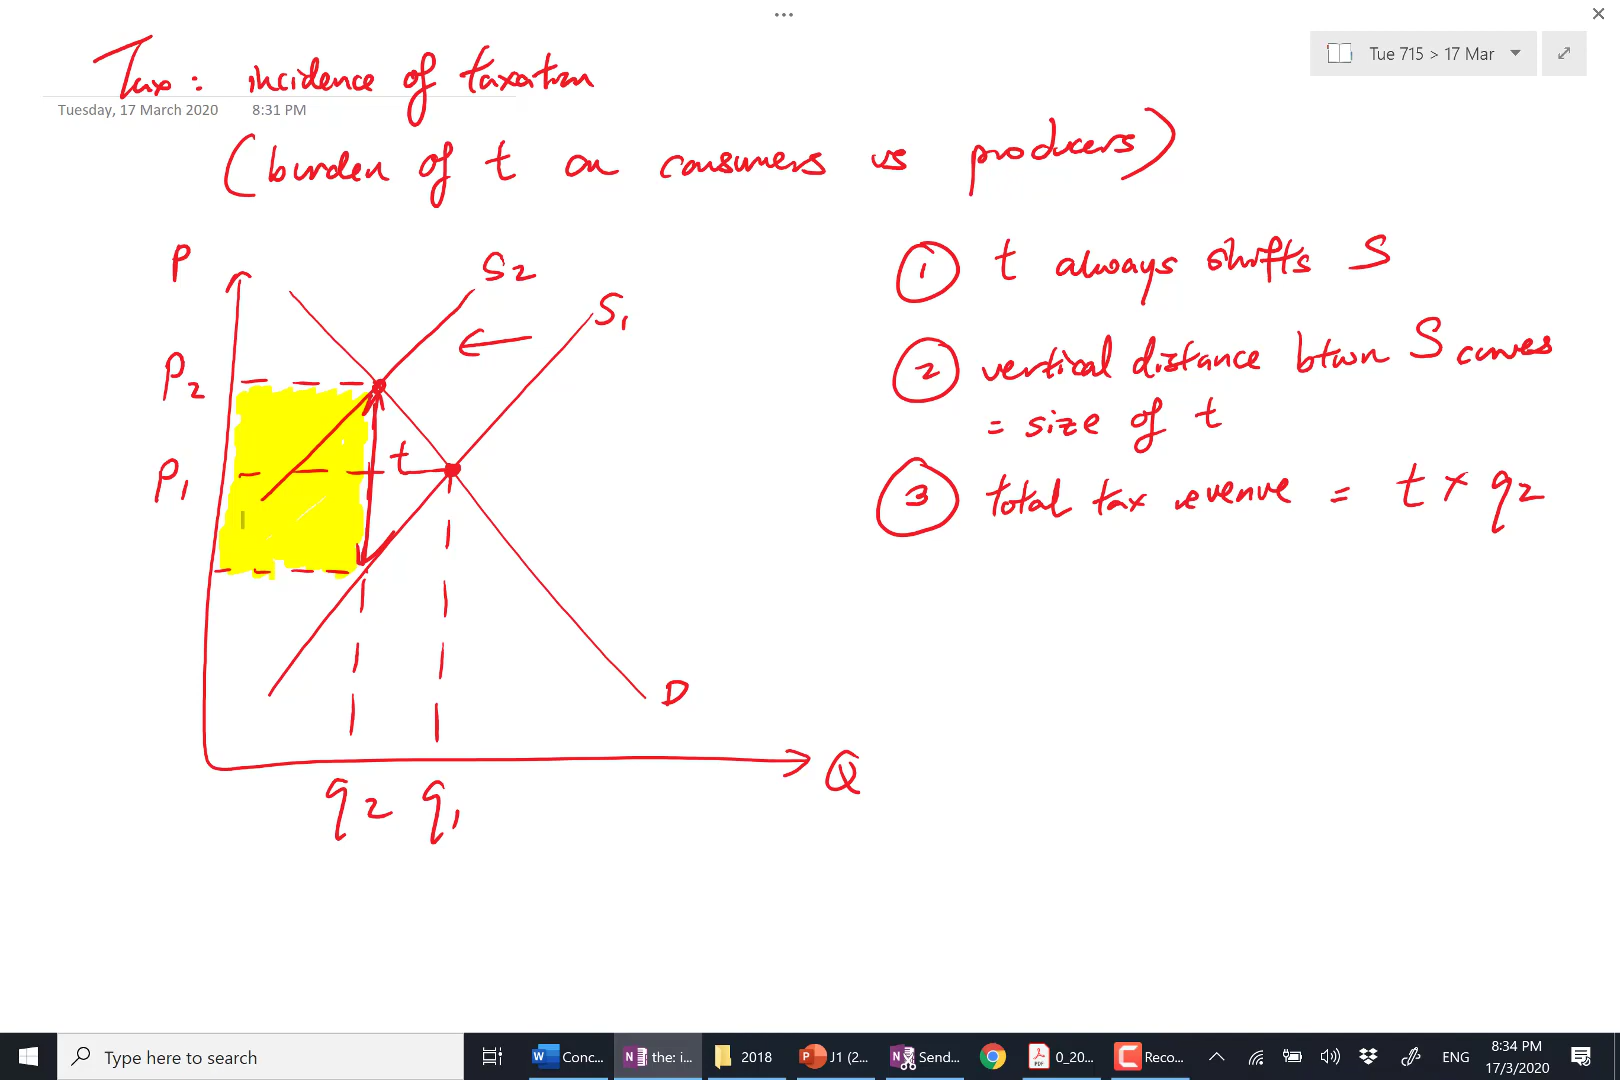 Tue 715 > 17 Mar
Tax: incidence of taxation
Tuesday, 17 March 2020 8:31 PM
(burden of t on consumers vs producers)
P
S2
S1
P2
P1
t
D
Q
q2 q1
1 t always shifts S
2 vertical distance btwn S curves
= size of t
3 total tax revenue = t × q2
Type here to search
Conc...
the: i...
2018
J1 (2...
Send...
0_20...
Reco...
ENG
8:34 PM
17/3/2020